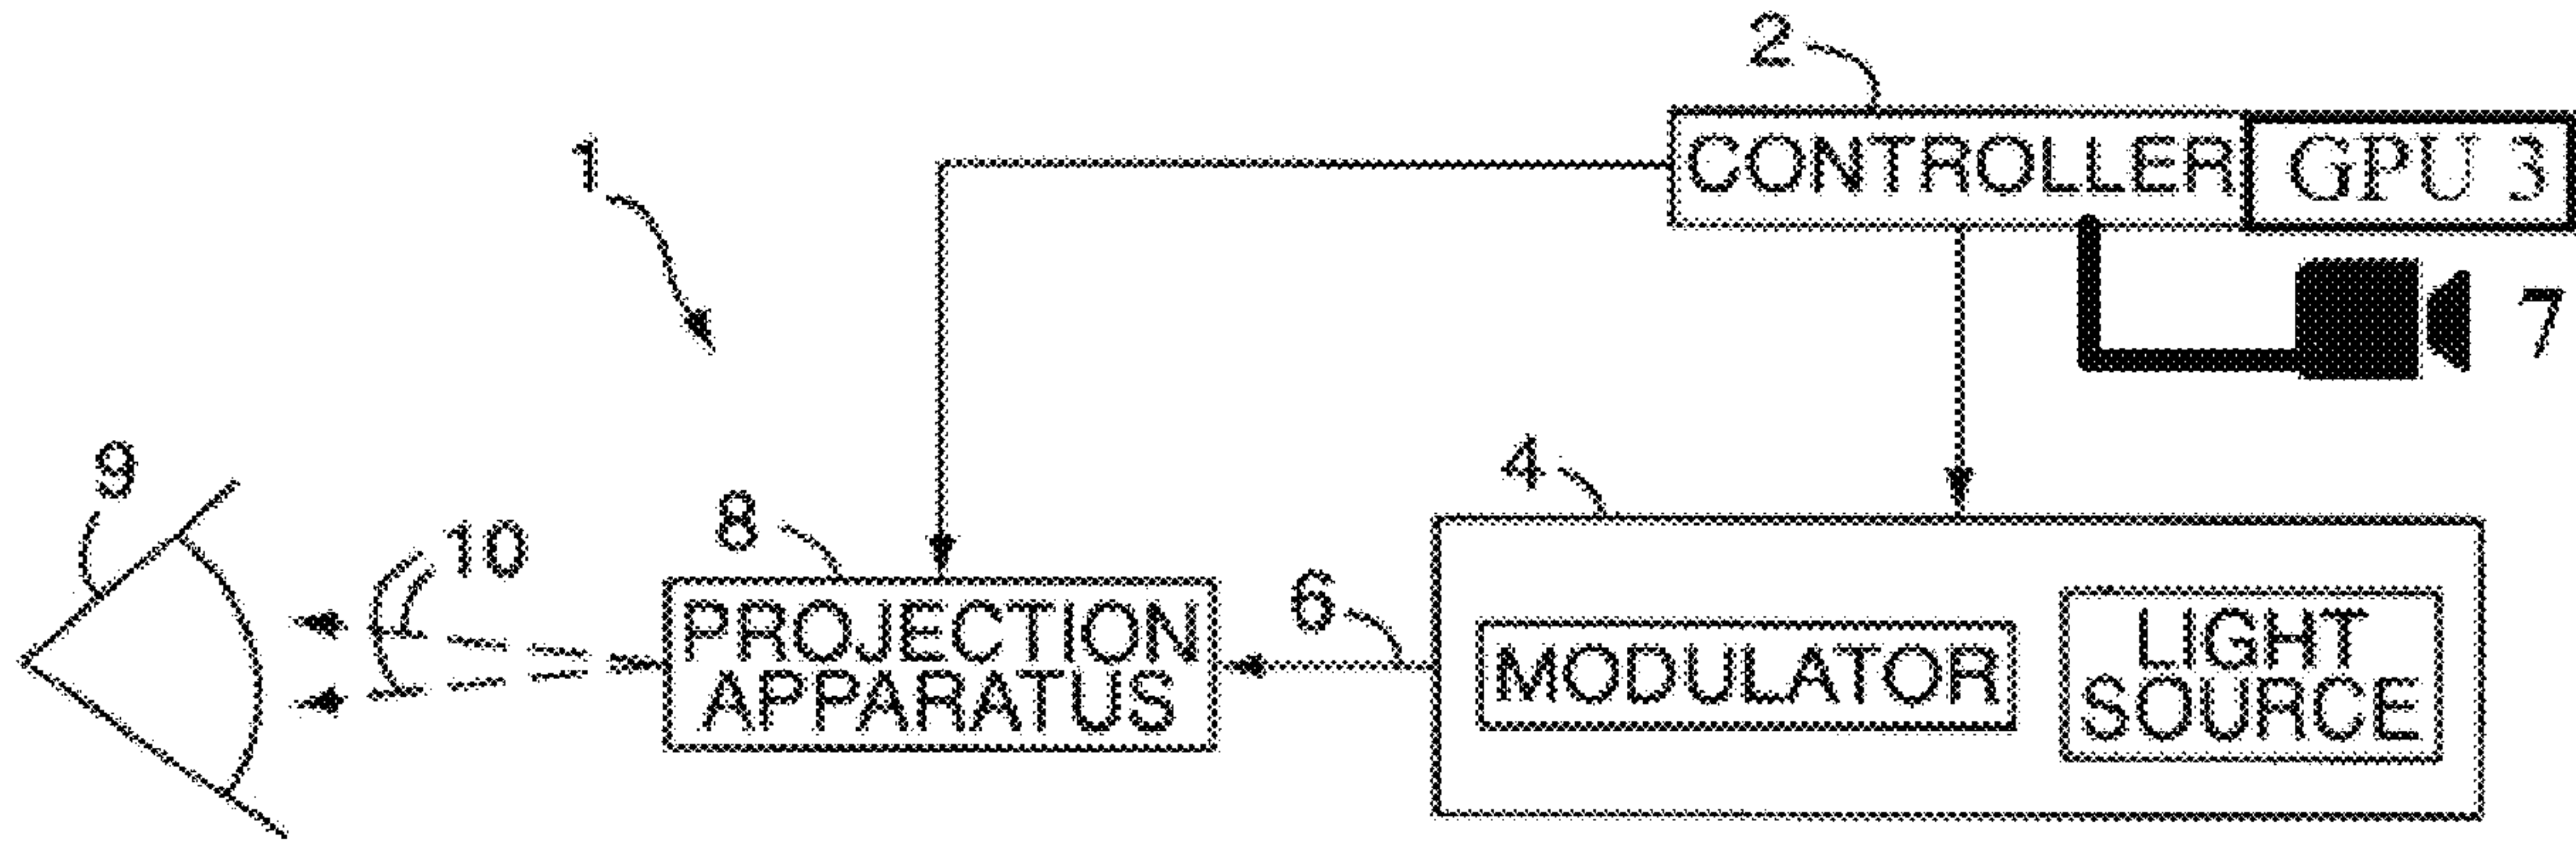 2
1
CONTROLLER
GPU 3
7
9
10
8
4
6
PROJECTION
APPARATUS
MODULATOR
LIGHT
SOURCE